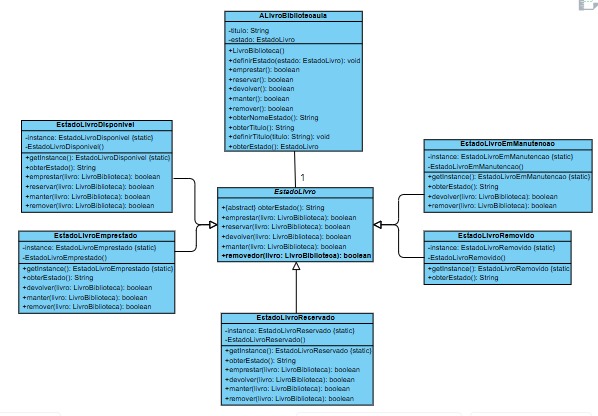 ALivroBibliotecaula
-titulo: String
-estado: EstadoLivro
+LivroBiblioteca()
+definirEstado(estado: EstadoLivro): void
+emprestar(): boolean
+reservar(): boolean
+devolver(): boolean
+manter(): boolean
+remover(): boolean
+obterNomeEstado(): String
+obterTitulo(): String
+definirTitulo(titulo: String): void
+obterEstado(): EstadoLivro
1
EstadoLivroDisponivel
-instance: EstadoLivroDisponivel {static}
-EstadoLivroDisponivel()
+getInstance(): EstadoLivroDisponivel {static}
+obterEstado(): String
+emprestar(livro: LivroBiblioteca): boolean
+reservar(livro: LivroBiblioteca): boolean
+manter(livro: LivroBiblioteca): boolean
+remover(livro: LivroBiblioteca): boolean
EstadoLivroEmManutencao
-instance: EstadoLivroEmManutencao {static}
-EstadoLivroEmManutencao()
+getInstance(): EstadoLivroEmManutencao {static}
+obterEstado(): String
+devolver(livro: LivroBiblioteca): boolean
+remover(livro: LivroBiblioteca): boolean
EstadoLivro
+{abstract} obterEstado(): String
+emprestar(livro: LivroBiblioteca): boolean
+reservar(livro: LivroBiblioteca): boolean
+devolver(livro: LivroBiblioteca): boolean
+manter(livro: LivroBiblioteca): boolean
+removedor(livro: LivroBiblioteca): boolean
EstadoLivroEmprestado
-instance: EstadoLivroEmprestado {static}
-EstadoLivroEmprestado()
+getInstance(): EstadoLivroEmprestado {static}
+obterEstado(): String
+devolver(livro: LivroBiblioteca): boolean
+manter(livro: LivroBiblioteca): boolean
+remover(livro: LivroBiblioteca): boolean
EstadoLivroRemovido
-instance: EstadoLivroRemovido {static}
-EstadoLivroRemovido()
+getInstance(): EstadoLivroRemovido {static}
+obterEstado(): String
EstadoLivroReservado
-instance: EstadoLivroReservado {static}
-EstadoLivroReservado()
+getInstance(): EstadoLivroReservado {static}
+obterEstado(): String
+emprestar(livro: LivroBiblioteca): boolean
+devolver(livro: LivroBiblioteca): boolean
+manter(livro: LivroBiblioteca): boolean
+remover(livro: LivroBiblioteca): boolean